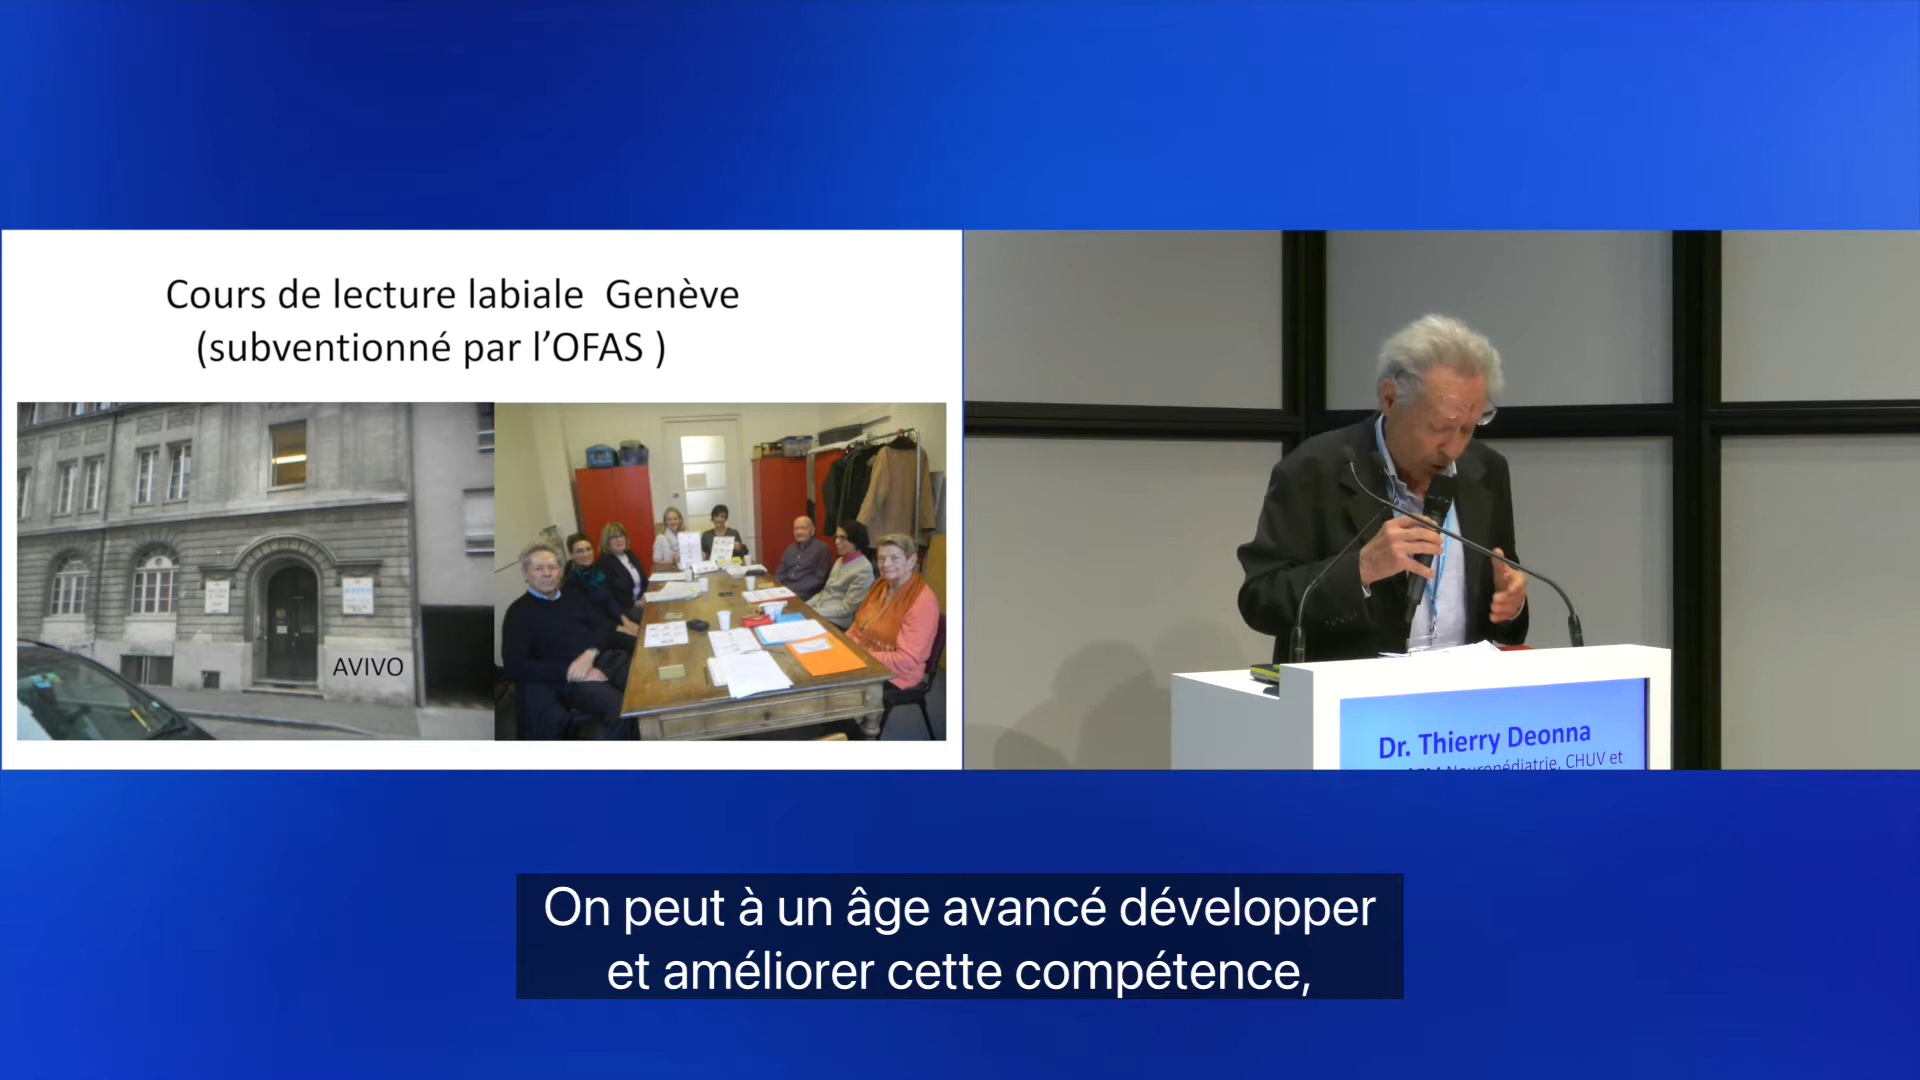 Cours de lecture labiale Genève
(subventionné par l’OFAS )
AVIVO
Dr. Thierry Deonna
Neuropédiatrie, CHUV et
On peut à un âge avancé développer
et améliorer cette compétence,